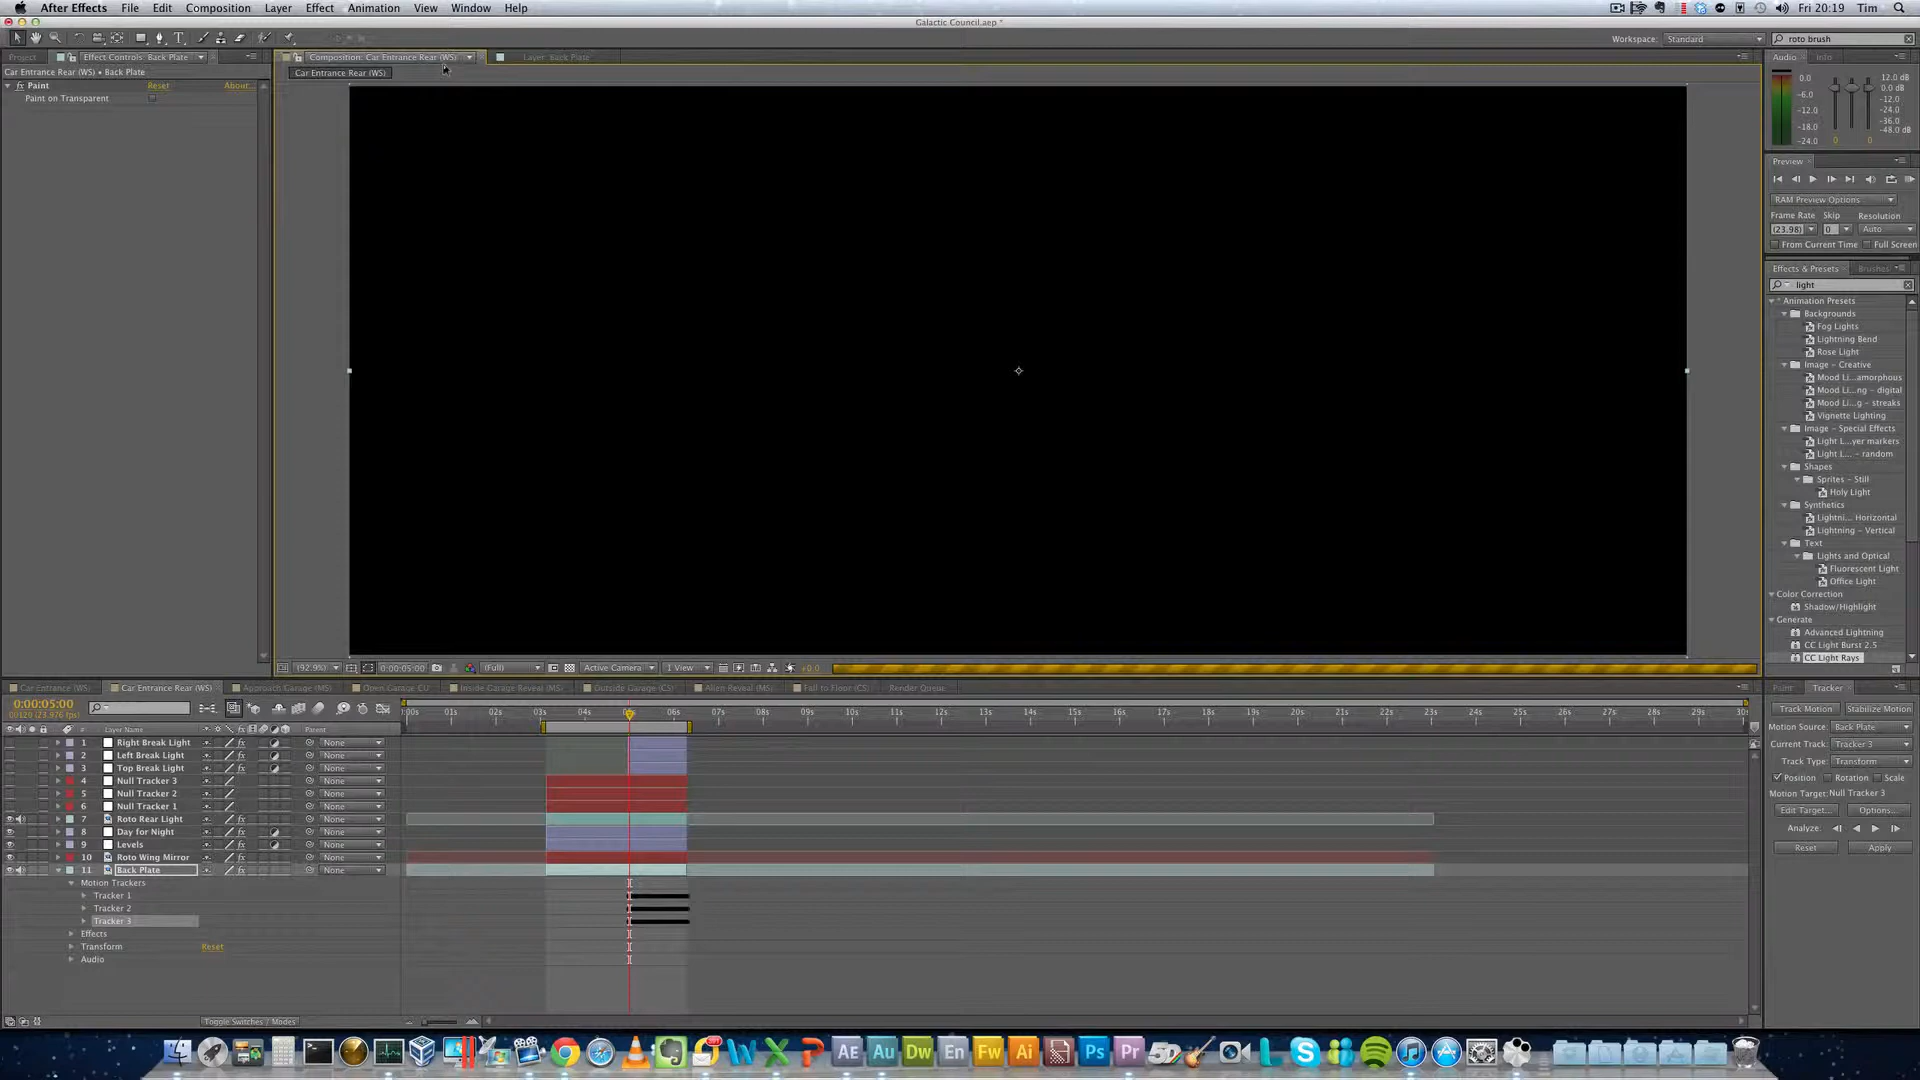 After Effects File Edit Composition Layer Effect Animation View Window Help Fri 20:19 Tim
Galactic Council.aep *
Workspace: Standard roto brush
Project Effect Controls: Back Plate Composition: Car Entrance Rear (WS) Layer: Back Plate Audio Info
Car Entrance Rear (WS) • Back Plate Car Entrance Rear (WS)
fx Paint Reset About...
Paint on Transparent
0.0 12.0 dB
0.0 dB
-6.0 -12.0
-24.0
-12.0 -36.0
-18.0 -48.0 dB
-24.0 0 0
Preview
RAM Preview Options
Frame Rate Skip Resolution
(23.98) 0 Auto
From Current Time Full Screen
Effects & Presets Brushes
light
* Animation Presets
Backgrounds
Fog Lights
Lightning Bend
Rose Light
Image - Creative
Mood Li...amorphous
Mood Li...ng - digital
Mood Li...g - streaks
Vignette Lighting
Image - Special Effects
Light L...yer markers
Light L... - random
Shapes
Sprites - Still
Holy Light
Synthetics
Lightni... Horizontal
Lightning - Vertical
Text
Lights and Optical
Fluorescent Light
Office Light
Color Correction
Shadow/Highlight
Generate
Advanced Lightning
CC Light Burst 2.5
CC Light Rays
(92.9%) 0:00:05:00 (Full) Active Camera 1 View +0.0
Car Entrance (WS) Car Entrance Rear (WS) Approach Garage (MS) Open Garage CU Inside Garage Reveal (MS) Outside Garage (CS) Alien Reveal (MS) Fall to Floor (CS) Render Queue
0:00:05:00
00120 (23.976 fps)
:00s 01s 02s 03s 04s 05s 06s 07s 08s 09s 10s 11s 12s 13s 14s 15s 16s 17s 18s 19s 20s 21s 22s 23s 24s 25s 26s 27s 28s 29s 30s
# Layer Name Parent
1 Right Break Light fx None
2 Left Break Light fx None
3 Top Break Light fx None
4 Null Tracker 3 None
5 Null Tracker 2 None
6 Null Tracker 1 None
7 Roto Rear Light fx None
8 Day for Night fx None
9 Levels fx None
10 Roto Wing Mirror fx None
11 Back Plate fx None
Motion Trackers
Tracker 1
Tracker 2
Tracker 3
Effects
Transform Reset
Audio
Toggle Switches / Modes
Paint Tracker
Track Motion Stabilize Motion
Motion Source: Back Plate
Current Track: Tracker 3
Track Type: Transform
Position Rotation Scale
Motion Target: Null Tracker 3
Edit Target... Options...
Analyze:
Reset Apply
AE Au Dw En Fw Ai Ps Pr 5D